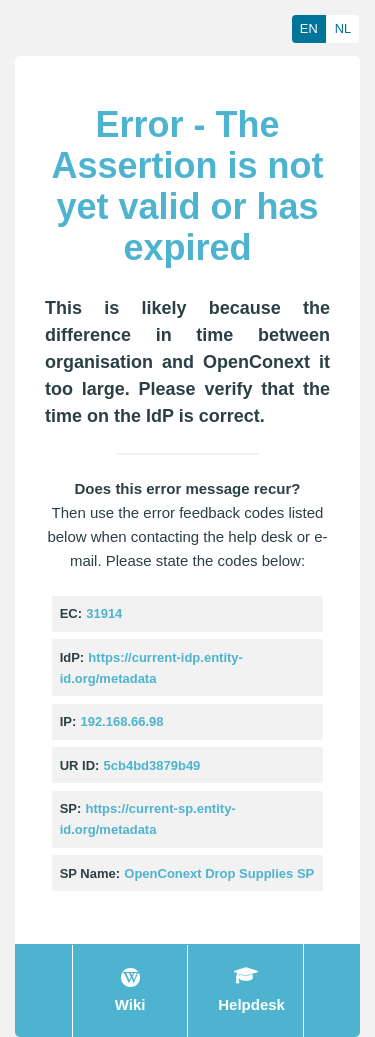 EN NL
Error - The
Assertion is not
yet valid or has
expired
This is likely because the
difference in time between
organisation and OpenConext it
too large. Please verify that the
time on the IdP is correct.
Does this error message recur?
Then use the error feedback codes listed
below when contacting the help desk or e-
mail. Please state the codes below:
EC: 31914
IdP: https://current-idp.entity-
id.org/metadata
IP: 192.168.66.98
UR ID: 5cb4bd3879b49
SP: https://current-sp.entity-
id.org/metadata
SP Name: OpenConext Drop Supplies SP
Wiki Helpdesk